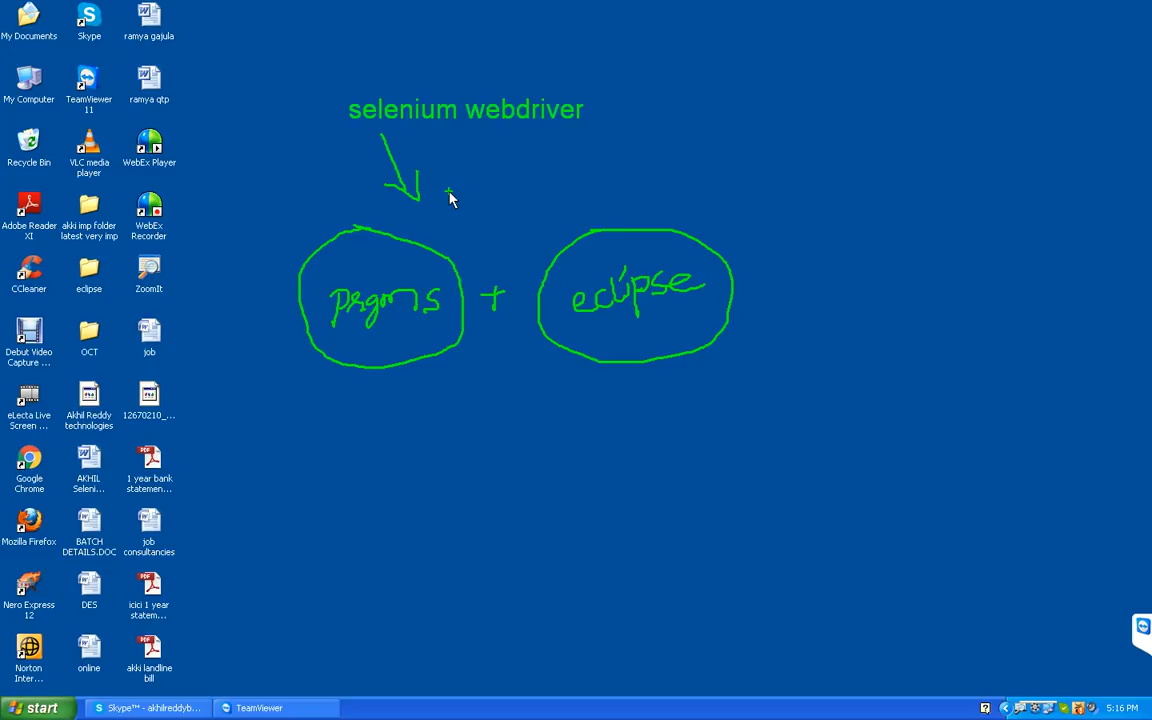 My Documents
Skype
ramya gajula
My Computer
TeamViewer
11
ramya qtp
Recycle Bin
VLC media
player
WebEx Player
Adobe Reader
XI
akki imp folder
latest very imp
WebEx
Recorder
CCleaner
eclipse
ZoomIt
Debut Video
Capture ...
OCT
job
eLecta Live
Screen ...
Akhil Reddy
technologies
12670210_...
Google
Chrome
AKHIL
Seleni...
1 year bank
statemen...
Mozilla Firefox
BATCH
DETAILS.DOC
job
consultancies
Nero Express
12
DES
icici 1 year
statem...
Norton
Inter...
online
akki landline
bill
selenium webdriver
prgrms + eclipse
start
Skype™ - akhilreddyb...
TeamViewer
5:16 PM